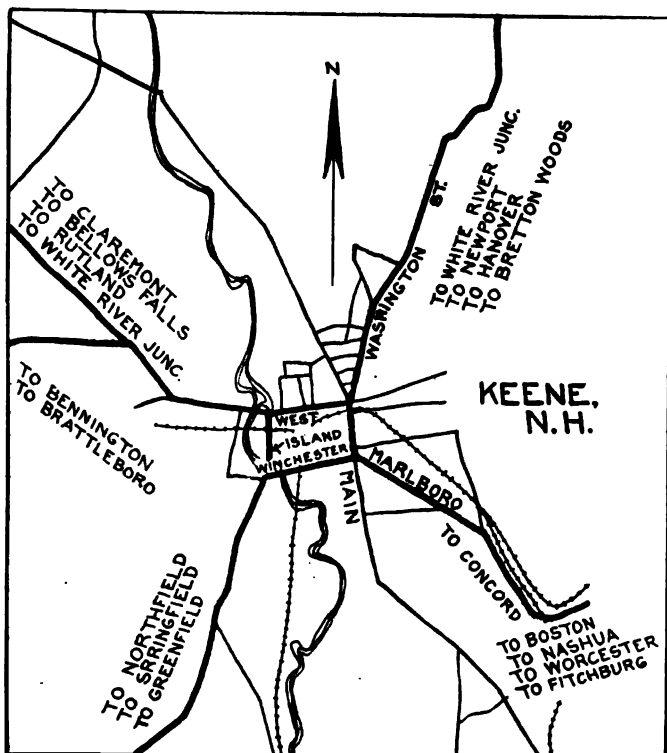 N
TO CLAREMONT
TO BELLOWS FALLS
TO RUTLAND
TO WHITE RIVER JUNC.
WASHINGTON ST.
TO WHITE RIVER JUNC.
TO NEWPORT
TO HANOVER
TO BRETTON WOODS
TO BENNINGTON
TO BRATTLEBORO
KEENE,
N.H.
WEST
ISLAND
WINCHESTER
MAIN
MARLBORO
TO CONCORD
TO NORTHFIELD
TO SRRINGFIELD
TO GREENFIELD
TO BOSTON
TO NASHUA
TO WORCESTER
TO FITCHBURG